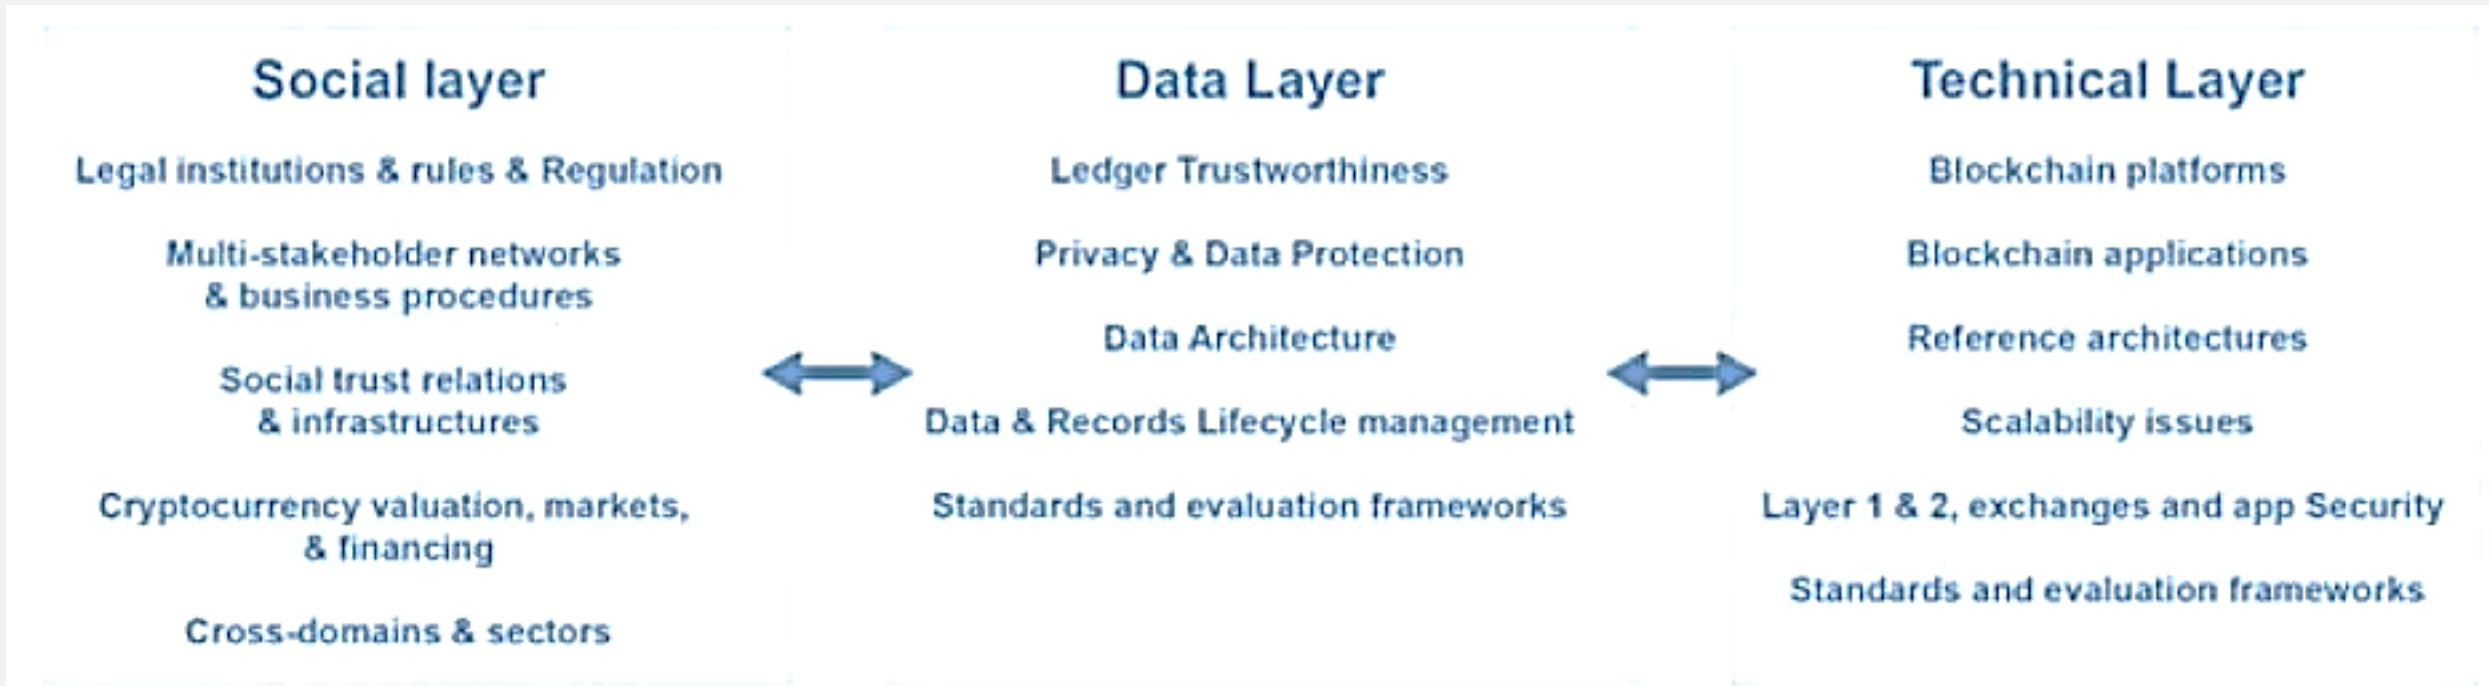 Social layer
Legal institutions & rules & Regulation
Multi-stakeholder networks
& business procedures
Social trust relations
& infrastructures
Cryptocurrency valuation, markets,
& financing
Cross-domains & sectors
Data Layer
Ledger Trustworthiness
Privacy & Data Protection
Data Architecture
Data & Records Lifecycle management
Standards and evaluation frameworks
Technical Layer
Blockchain platforms
Blockchain applications
Reference architectures
Scalability issues
Layer 1 & 2, exchanges and app Security
Standards and evaluation frameworks